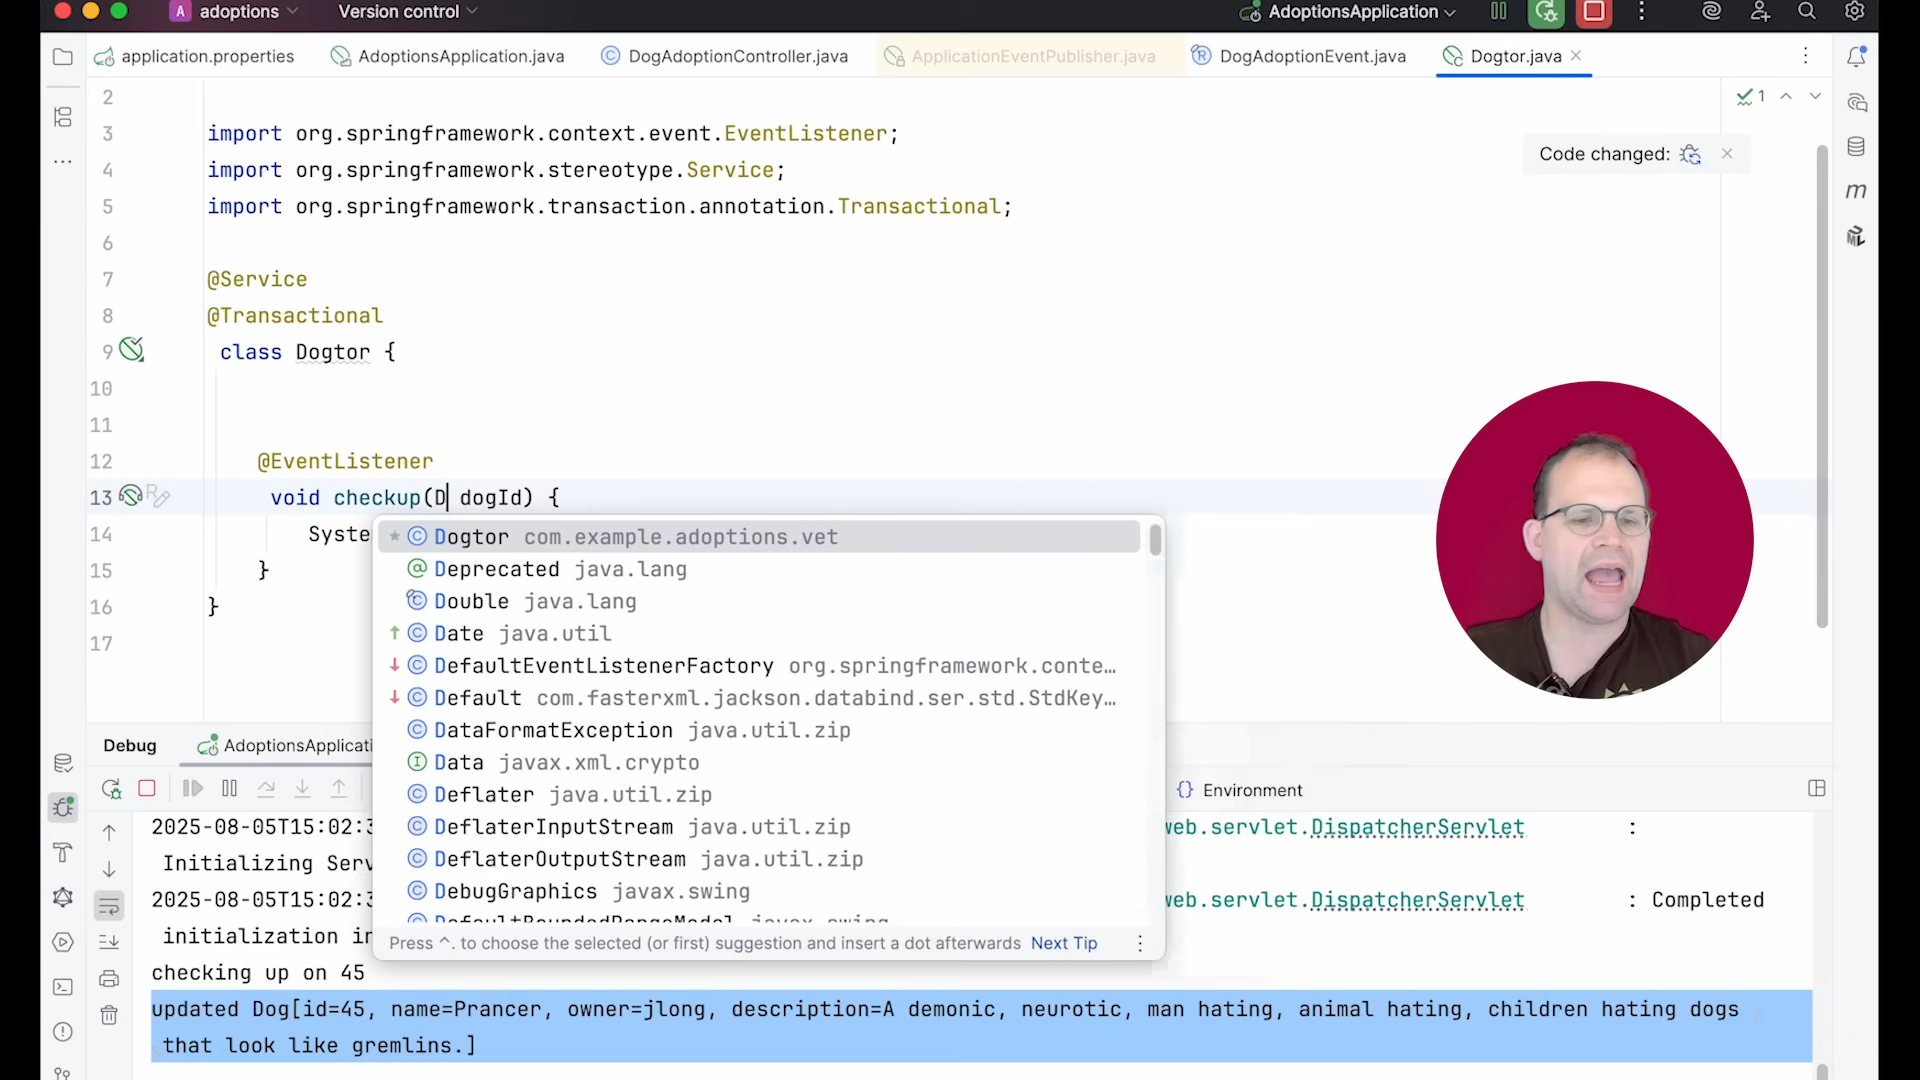 A adoptions Version control AdoptionsApplication
application.properties AdoptionsApplication.java DogAdoptionController.java ApplicationEventPublisher.java DogAdoptionEvent.java Dogtor.java
2
1
3 import org.springframework.context.event.EventListener;
Code changed:
4 import org.springframework.stereotype.Service;
5 import org.springframework.transaction.annotation.Transactional;
6
7 @Service
8 @Transactional
9 class Dogtor {
10
11
12 @EventListener
13 void checkup(D dogId) {
14 Syste
15 }
16 }
17
Dogtor com.example.adoptions.vet
Deprecated java.lang
Double java.lang
Date java.util
DefaultEventListenerFactory org.springframework.conte…
Default com.fasterxml.jackson.databind.ser.std.StdKey…
DataFormatException java.util.zip
Data javax.xml.crypto
Deflater java.util.zip
DeflaterInputStream java.util.zip
DeflaterOutputStream java.util.zip
DebugGraphics javax.swing
DefaultBoundedRangeModel javax.swing
Press ^. to choose the selected (or first) suggestion and insert a dot afterwards Next Tip
Debug AdoptionsApplicati
Environment
2025-08-05T15:02:3 web.servlet.DispatcherServlet :
Initializing Serv
2025-08-05T15:02:3 web.servlet.DispatcherServlet : Completed
initialization in
checking up on 45
updated Dog[id=45, name=Prancer, owner=jlong, description=A demonic, neurotic, man hating, animal hating, children hating dogs
that look like gremlins.]